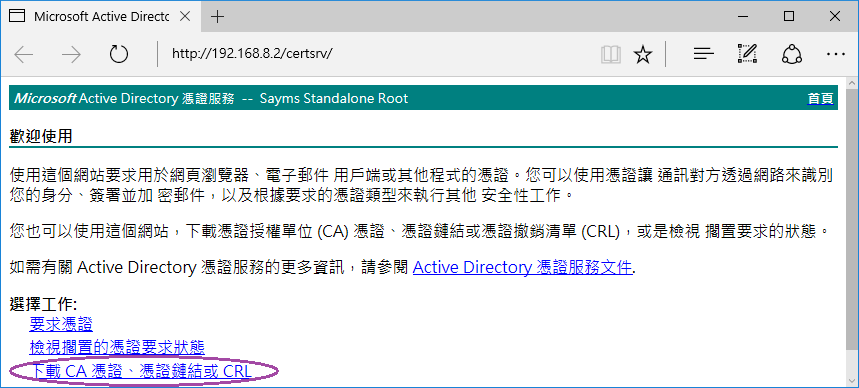 Microsoft Active Directo
http://192.168.8.2/certsrv/
Microsoft Active Directory 憑證服務 -- Sayms Standalone Root 首頁
歡迎使用
使用這個網站要求用於網頁瀏覽器、電子郵件 用戶端或其他程式的憑證。您可以使用憑證讓 通訊對方透過網路來識別
您的身分、簽署並加 密郵件，以及根據要求的憑證類型來執行其他 安全性工作。
您也可以使用這個網站，下載憑證授權單位 (CA) 憑證、憑證鏈結或憑證撤銷清單 (CRL)，或是檢視 擱置要求的狀態。
如需有關 Active Directory 憑證服務的更多資訊，請參閱 Active Directory 憑證服務文件.
選擇工作:
要求憑證
檢視擱置的憑證要求狀態
下載 CA 憑證、憑證鏈結或 CRL